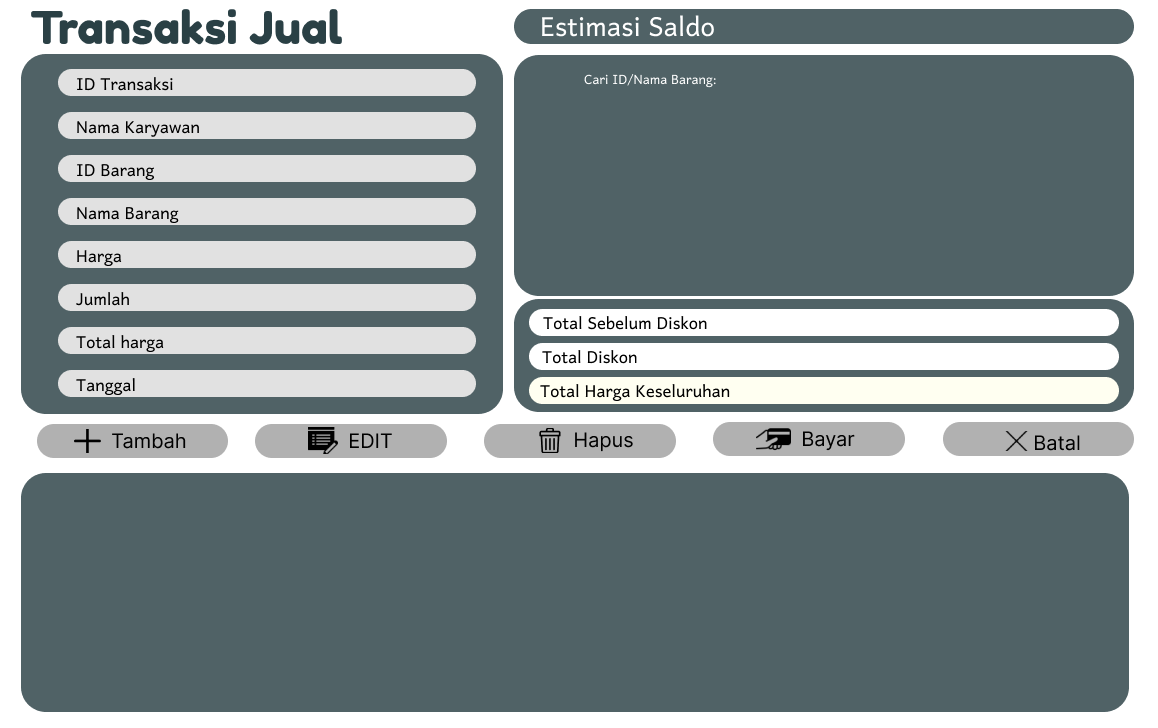 Transaksi Jual
Estimasi Saldo
ID Transaksi
Nama Karyawan
ID Barang
Nama Barang
Harga
Jumlah
Total harga
Tanggal
Cari ID/Nama Barang:
Total Sebelum Diskon
Total Diskon
Total Harga Keseluruhan
Tambah
EDIT
Hapus
Bayar
Batal